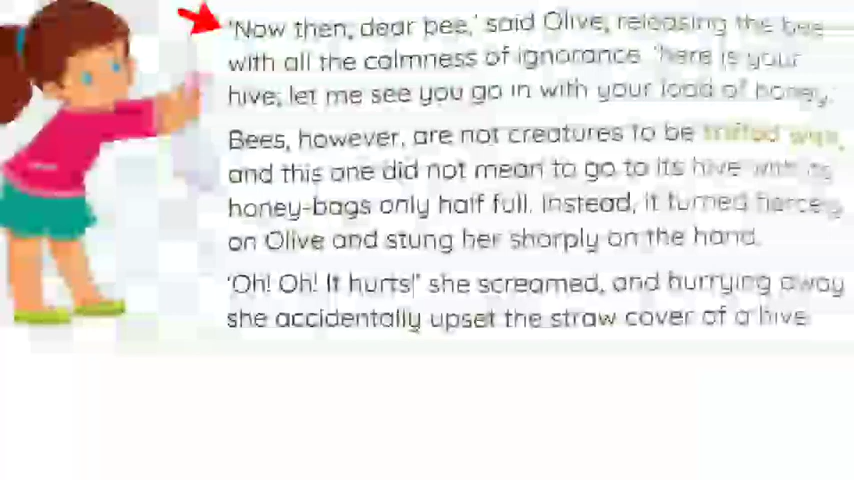 'Now then, dear bee,' said Olive, releasing the bee
with all the calmness of ignorance. 'here is your
hive; let me see you go in with your load of honey.'
Bees, however, are not creatures to be trifled with,
and this one did not mean to go to its hive with its
honey-bags only half full. Instead, it turned fiercely
on Olive and stung her sharply on the hand.
'Oh! Oh! It hurts!' she screamed, and hurrying away
she accidentally upset the straw cover of a hive